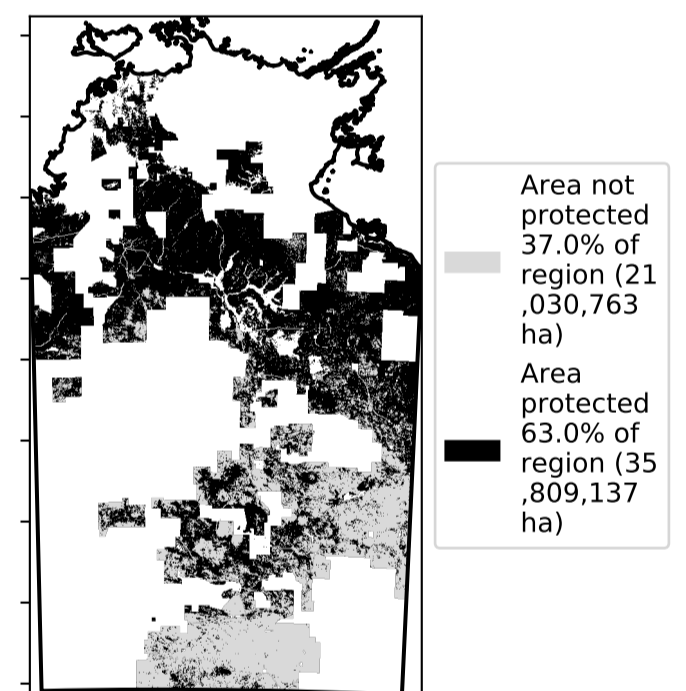 Area not
protected
37.0% of
region (21
,030,763
ha)
Area
protected
63.0% of
region (35
,809,137
ha)